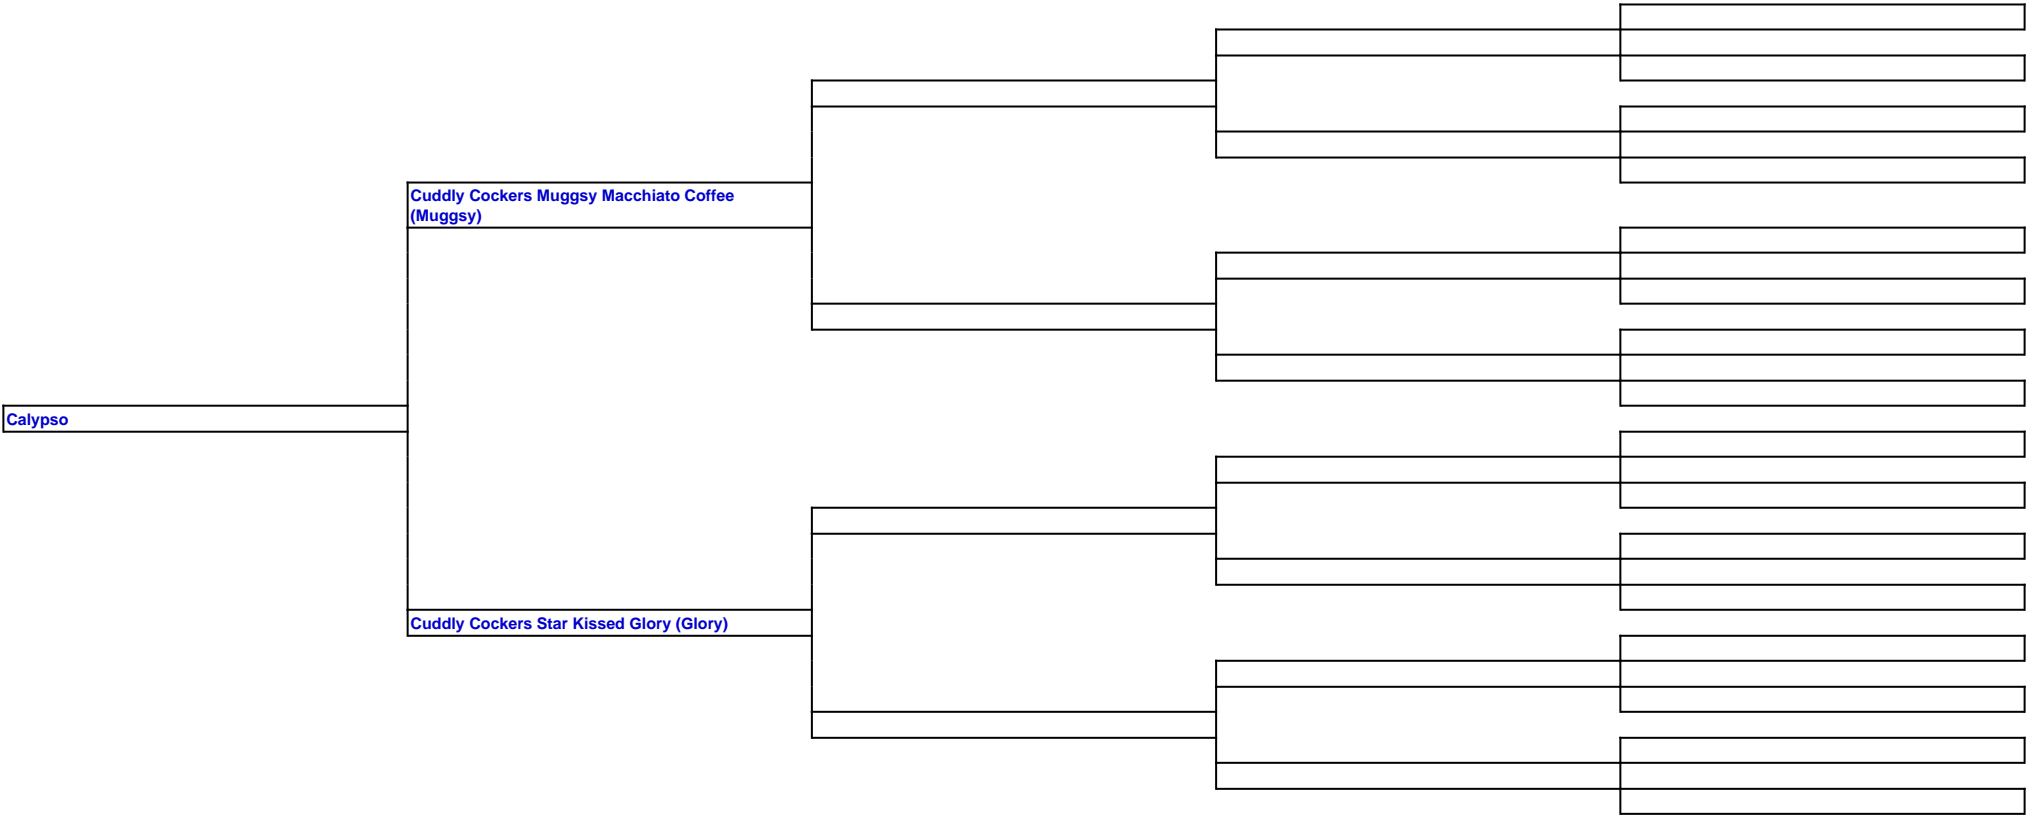 Cuddly Cockers Muggsy Macchiato Coffee
(Muggsy)
Calypso
Cuddly Cockers Star Kissed Glory (Glory)